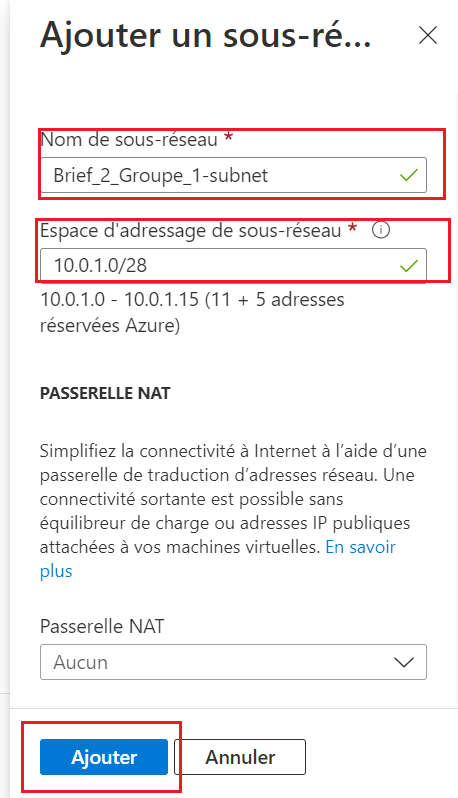 Ajouter un sous-ré...
Nom de sous-réseau *
Brief_2_Groupe_1-subnet
Espace d'adressage de sous-réseau *
10.0.1.0/28
10.0.1.0 - 10.0.1.15 (11 + 5 adresses
réservées Azure)
PASSERELLE NAT
Simplifiez la connectivité à Internet à l’aide d’une
passerelle de traduction d’adresses réseau. Une
connectivité sortante est possible sans
équilibreur de charge ou adresses IP publiques
attachées à vos machines virtuelles. En savoir
plus
Passerelle NAT
Aucun
Ajouter
Annuler